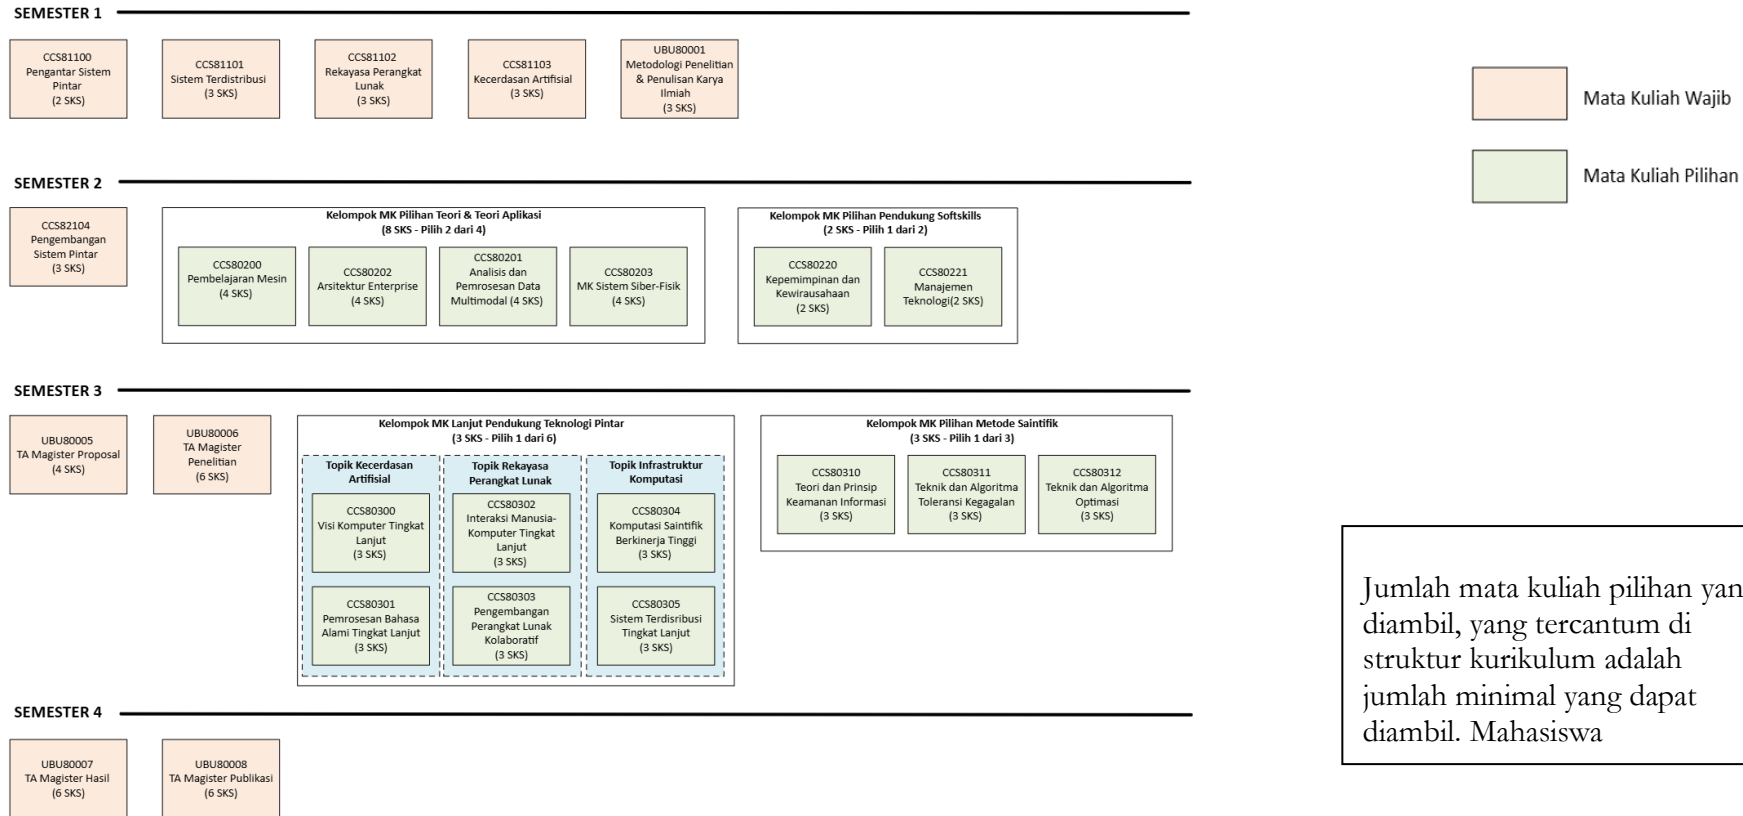 SEMESTER 1
CCS81100
Pengantar Sistem
Pintar
(2 SKS)
CCS81101
Sistem Terdistribusi
(3 SKS)
CCS81102
Rekayasa Perangkat
Lunak
(3 SKS)
CCS81103
Kecerdasan Artifisial
(3 SKS)
UBU80001
Metodologi Penelitian
& Penulisan Karya
Ilmiah
(3 SKS)
Mata Kuliah Wajib
Mata Kuliah Pilihan
SEMESTER 2
CCS82104
Pengembangan
Sistem Pintar
(3 SKS)
Kelompok MK Pilihan Teori & Teori Aplikasi
(8 SKS - Pilih 2 dari 4)
CCS80200
Pembelajaran Mesin
(4 SKS)
CCS80202
Arsitektur Enterprise
(4 SKS)
CCS80201
Analisis dan
Pemrosesan Data
Multimodal (4 SKS)
CCS80203
MK Sistem Siber-Fisik
(4 SKS)
Kelompok MK Pilihan Pendukung Softskills
(2 SKS - Pilih 1 dari 2)
CCS80220
Kepemimpinan dan
Kewirausahaan
(2 SKS)
CCS80221
Manajemen
Teknologi(2 SKS)
SEMESTER 3
UBU80005
TA Magister Proposal
(4 SKS)
UBU80006
TA Magister
Penelitian
(6 SKS)
Kelompok MK Lanjut Pendukung Teknologi Pintar
(3 SKS - Pilih 1 dari 6)
Topik Kecerdasan
Artifisial
CCS80300
Visi Komputer Tingkat
Lanjut
(3 SKS)
CCS80301
Pemrosesan Bahasa
Alami Tingkat Lanjut
(3 SKS)
Topik Rekayasa
Perangkat Lunak
CCS80302
Interaksi Manusia-
Komputer Tingkat
Lanjut
(3 SKS)
CCS80303
Pengembangan
Perangkat Lunak
Kolaboratif
(3 SKS)
Topik Infrastruktur
Komputasi
CCS80304
Komputasi Saintifik
Berkinerja Tinggi
(3 SKS)
CCS80305
Sistem Terdisribusi
Tingkat Lanjut
(3 SKS)
Kelompok MK Pilihan Metode Saintifik
(3 SKS - Pilih 1 dari 3)
CCS80310
Teori dan Prinsip
Keamanan Informasi
(3 SKS)
CCS80311
Teknik dan Algoritma
Toleransi Kegagalan
(3 SKS)
CCS80312
Teknik dan Algoritma
Optimasi
(3 SKS)
Jumlah mata kuliah pilihan yan
diambil, yang tercantum di
struktur kurikulum adalah
jumlah minimal yang dapat
diambil. Mahasiswa
SEMESTER 4
UBU80007
TA Magister Hasil
(6 SKS)
UBU80008
TA Magister Publikasi
(6 SKS)